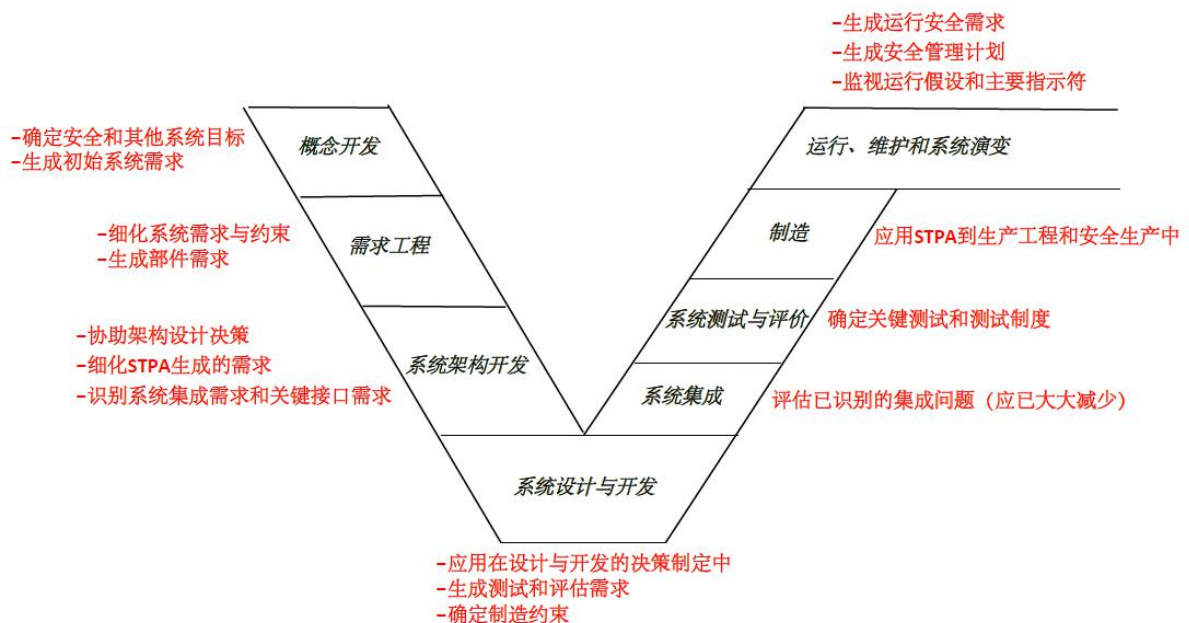 -生成运行安全需求
-生成安全管理计划
-监视运行假设和主要指示符
-确定安全和其他系统目标
-生成初始系统需求
概念开发
运行、维护和系统演变
-细化系统需求与约束
-生成部件需求
需求工程
制造
应用STPA到生产工程和安全生产中
-协助架构设计决策
-细化STPA生成的需求
-识别系统集成需求和关键接口需求
系统架构开发
系统测试与评价
确定关键测试和测试制度
系统集成
评估已识别的集成问题（应已大大减少）
系统设计与开发
-应用在设计与开发的决策制定中
-生成测试和评估需求
-确定制造约束